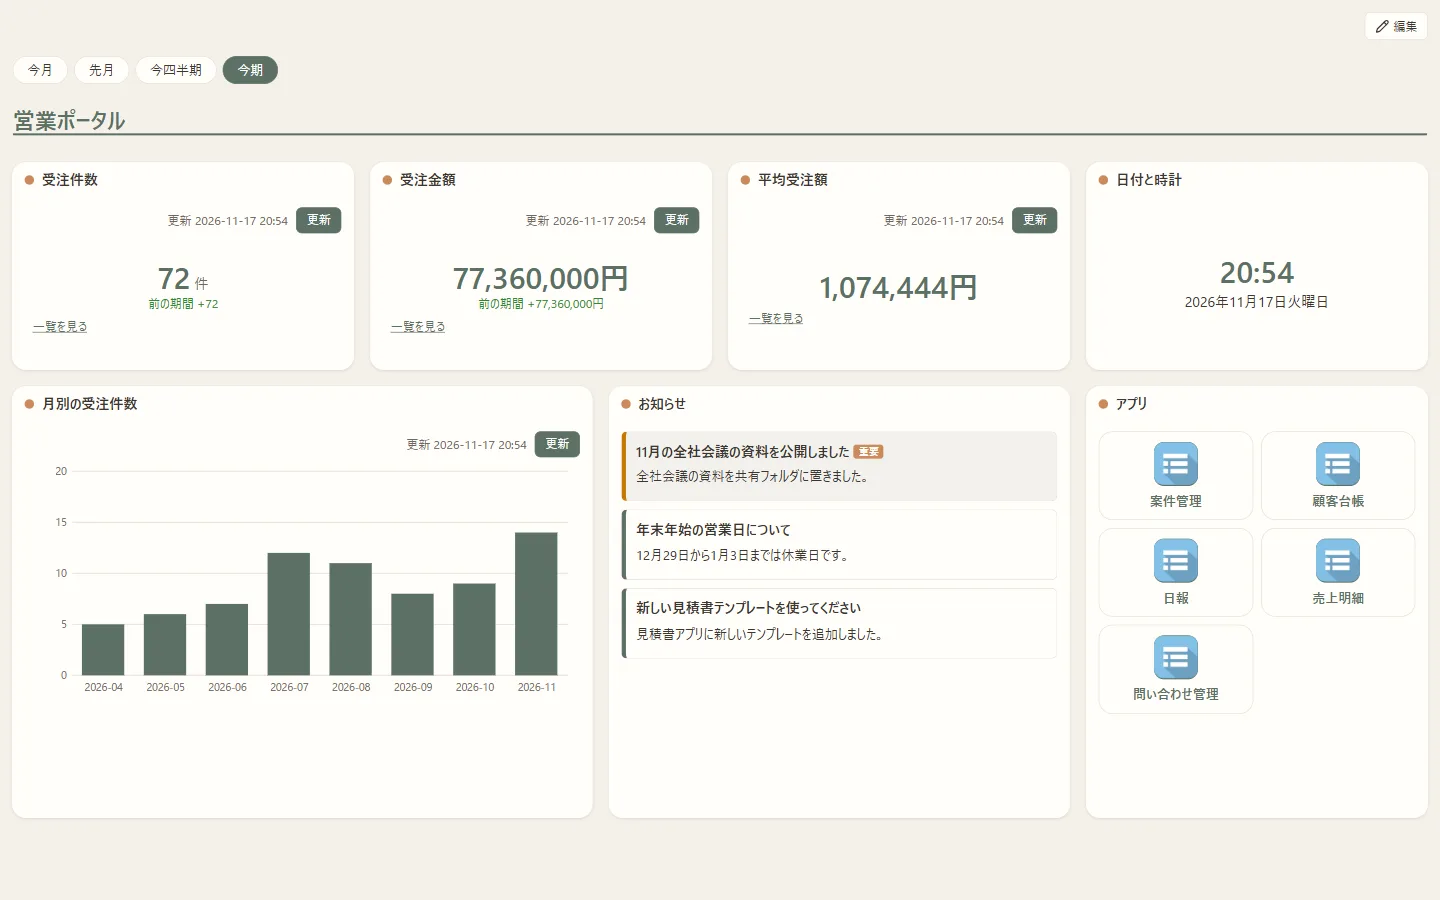 編集
今月
先月
今四半期
今期
営業ポータル
受注件数
更新 2026-11-17 20:54
更新
72 件
前の期間 +72
一覧を見る
受注金額
更新 2026-11-17 20:54
更新
77,360,000円
前の期間 +77,360,000円
一覧を見る
平均受注額
更新 2026-11-17 20:54
更新
1,074,444円
一覧を見る
日付と時計
20:54
2026年11月17日火曜日
月別の受注件数
更新 2026-11-17 20:54
更新
20
15
10
5
0
2026-04
2026-05
2026-06
2026-07
2026-08
2026-09
2026-10
2026-11
お知らせ
11月の全社会議の資料を公開しました 重要
全社会議の資料を共有フォルダに置きました。
年末年始の営業日について
12月29日から1月3日までは休業日です。
新しい見積書テンプレートを使ってください
見積書アプリに新しいテンプレートを追加しました。
アプリ
案件管理
顧客台帳
日報
売上明細
問い合わせ管理